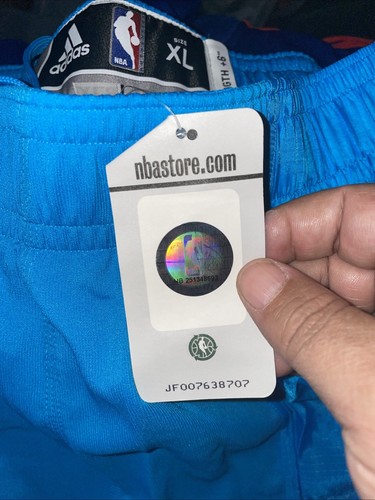 adidas
NBA
SIZE
XL
nbastore.com
JF007638707